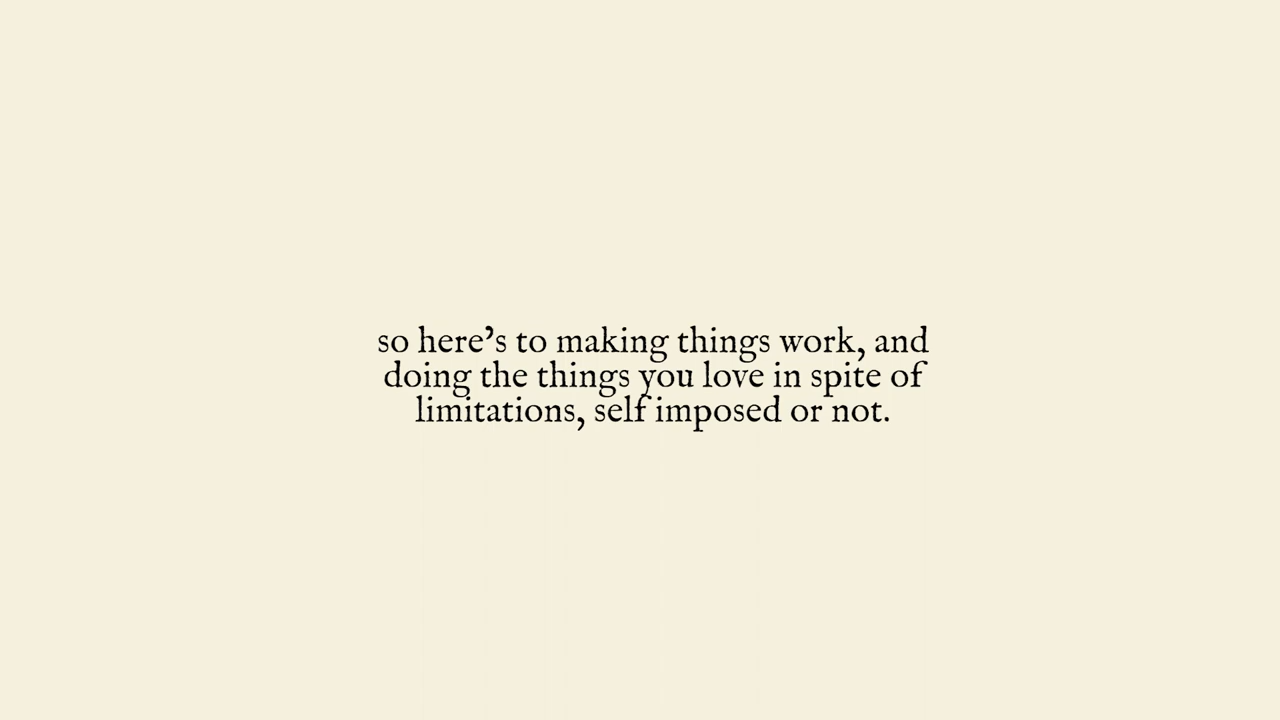 so here’s to making things work, and
doing the things you love in spite of
limitations, self imposed or not.